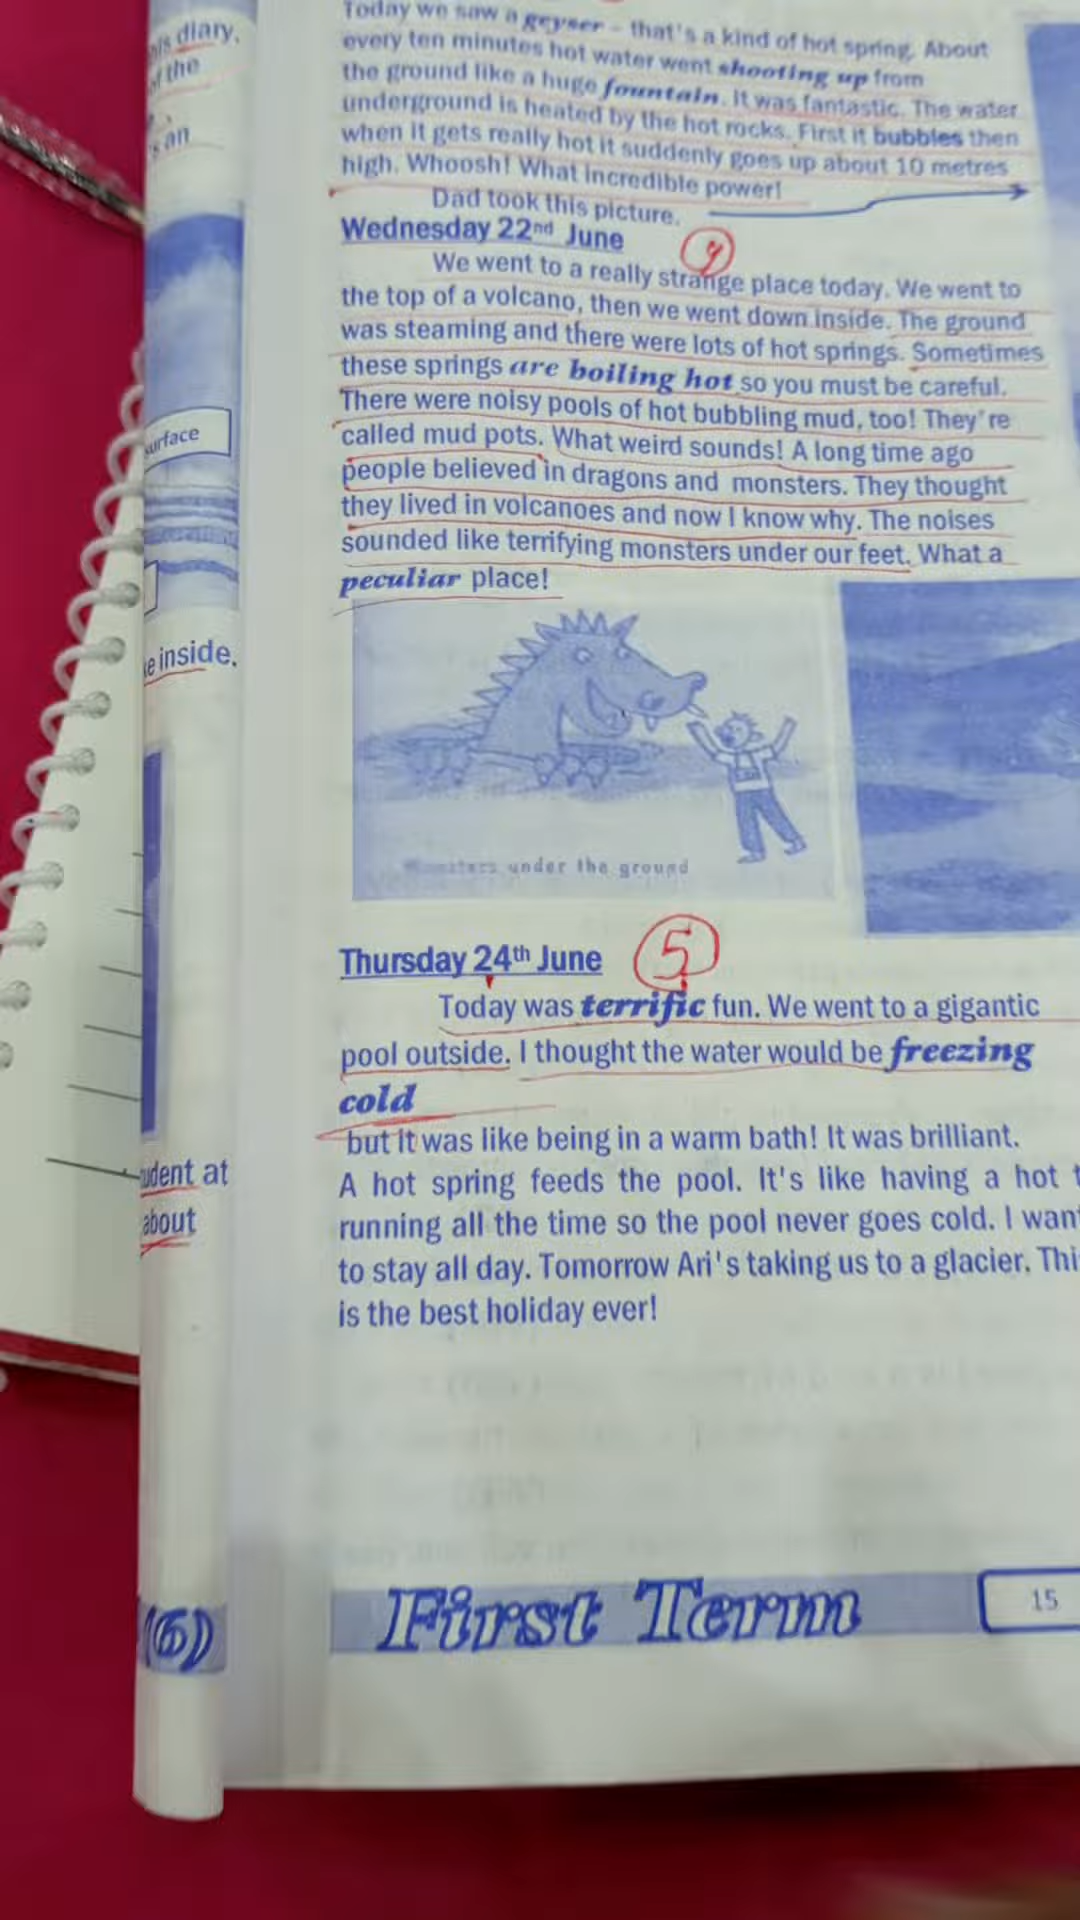 his diary.
of the
an
surface
inside.
at
about
(6)
Today we saw a geyser – that's a kind of hot spring. About
every ten minutes hot water went shooting up from
the ground like a huge fountain. It was fantastic. The water
underground is heated by the hot rocks. First it bubbles then
when it gets really hot it suddenly goes up about 10 metres
high. Whoosh! What incredible power!
Dad took this picture.
Wednesday 22nd June
We went to a really strange place today. We went to
the top of a volcano, then we went down inside. The ground
was steaming and there were lots of hot springs. Sometimes
these springs are boiling hot so you must be careful.
There were noisy pools of hot bubbling mud, too! They're
called mud pots. What weird sounds! A long time ago
people believed in dragons and monsters. They thought
they lived in volcanoes and now I know why. The noises
sounded like terrifying monsters under our feet. What a
peculiar place!
Monsters under the ground
Thursday 24th June 5
Today was terrific fun. We went to a gigantic
pool outside. I thought the water would be freezing
cold
but it was like being in a warm bath! It was brilliant.
A hot spring feeds the pool. It's like having a hot
running all the time so the pool never goes cold. I
to stay all day. Tomorrow Ari's taking us to a glacier.
is the best holiday ever!
First Term 15